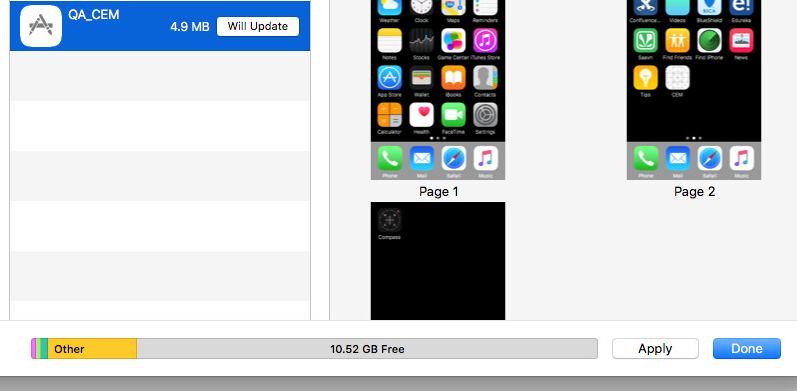 QA_CEM
4.9 MB
Will Update
Weather Clock Maps Reminders
Notes Stocks Game Center iTunes Store
App Store Wallet iBooks Contacts
Calculator Health FaceTime Settings
Phone Mail Safari Music
Page 1
Confluence... Videos BlueShield Edureka
Saavn Find Friends Find iPhone News
Tips CEM
Phone Mail Safari Music
Page 2
Compass
Other
10.52 GB Free
Apply
Done